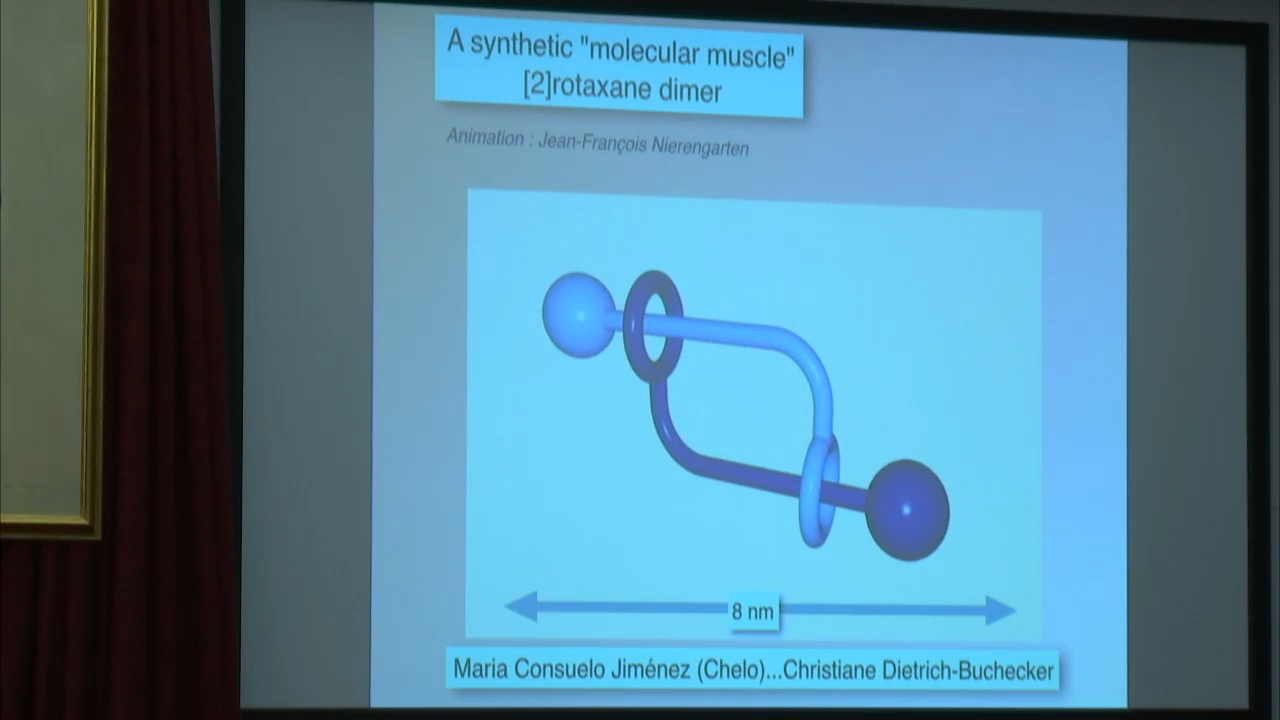 A synthetic "molecular muscle"
[2]rotaxane dimer
Animation : Jean-François Nierengarten
8 nm
Maria Consuelo Jiménez (Chelo)...Christiane Dietrich-Buchecker